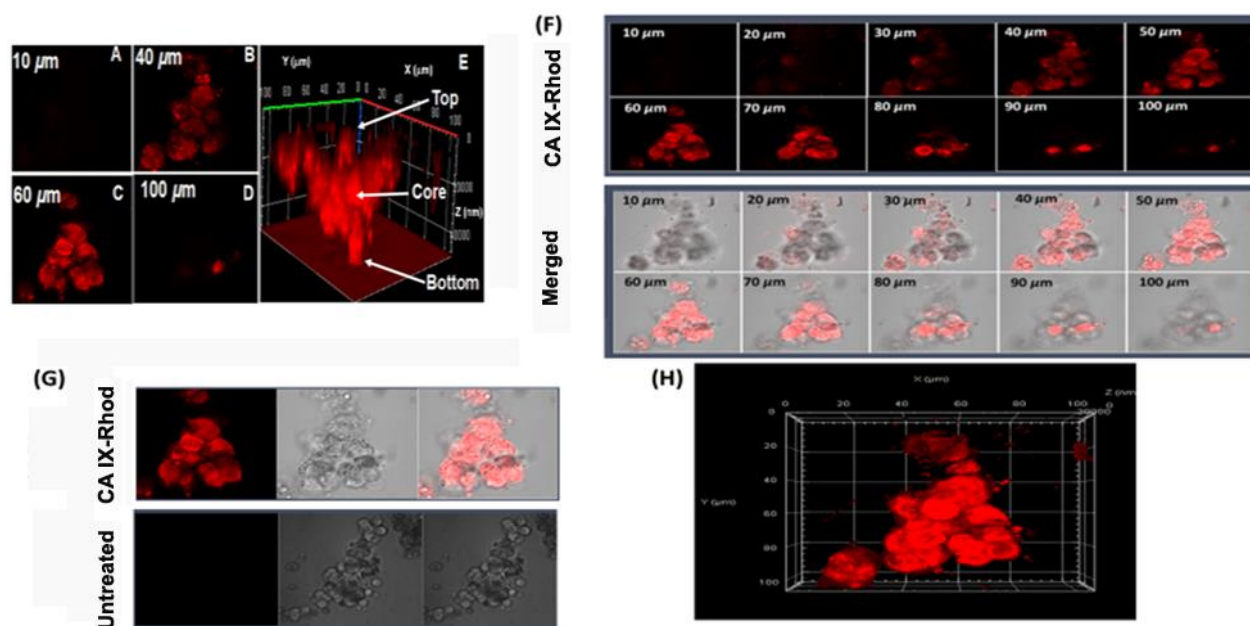 10 µm
A
40 µm
B
60 µm
C
100 µm
D
E
Y (µm)
X (µm)
Z (nm)
Top
Core
Bottom
(F)
CA IX-Rhod
10 µm
20 µm
30 µm
40 µm
50 µm
60 µm
70 µm
80 µm
90 µm
100 µm
Merged
10 µm
20 µm
30 µm
40 µm
50 µm
60 µm
70 µm
80 µm
90 µm
100 µm
(G)
CA IX-Rhod
Untreated
(H)
X (µm)
Z (nm)
0 20 40 60 80 100
Y (µm)
0
20
40
60
80
100